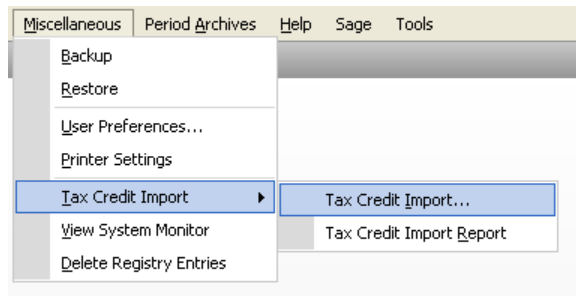 Miscellaneous Period Archives Help Sage Tools
Backup
Restore
User Preferences...
Printer Settings
Tax Credit Import Tax Credit Import...
View System Monitor Tax Credit Import Report
Delete Registry Entries